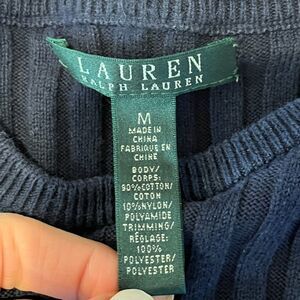 LAUREN
RALPH LAUREN
M
MADE IN
CHINA
FABRIQUÉ EN
CHINE
BODY/
CORPS:
90%COTTON/
COTON
10%NYLON/
POLYAMIDE
TRIMMING/
RÉGLAGE:
100%
POLYESTER/
POLYESTER